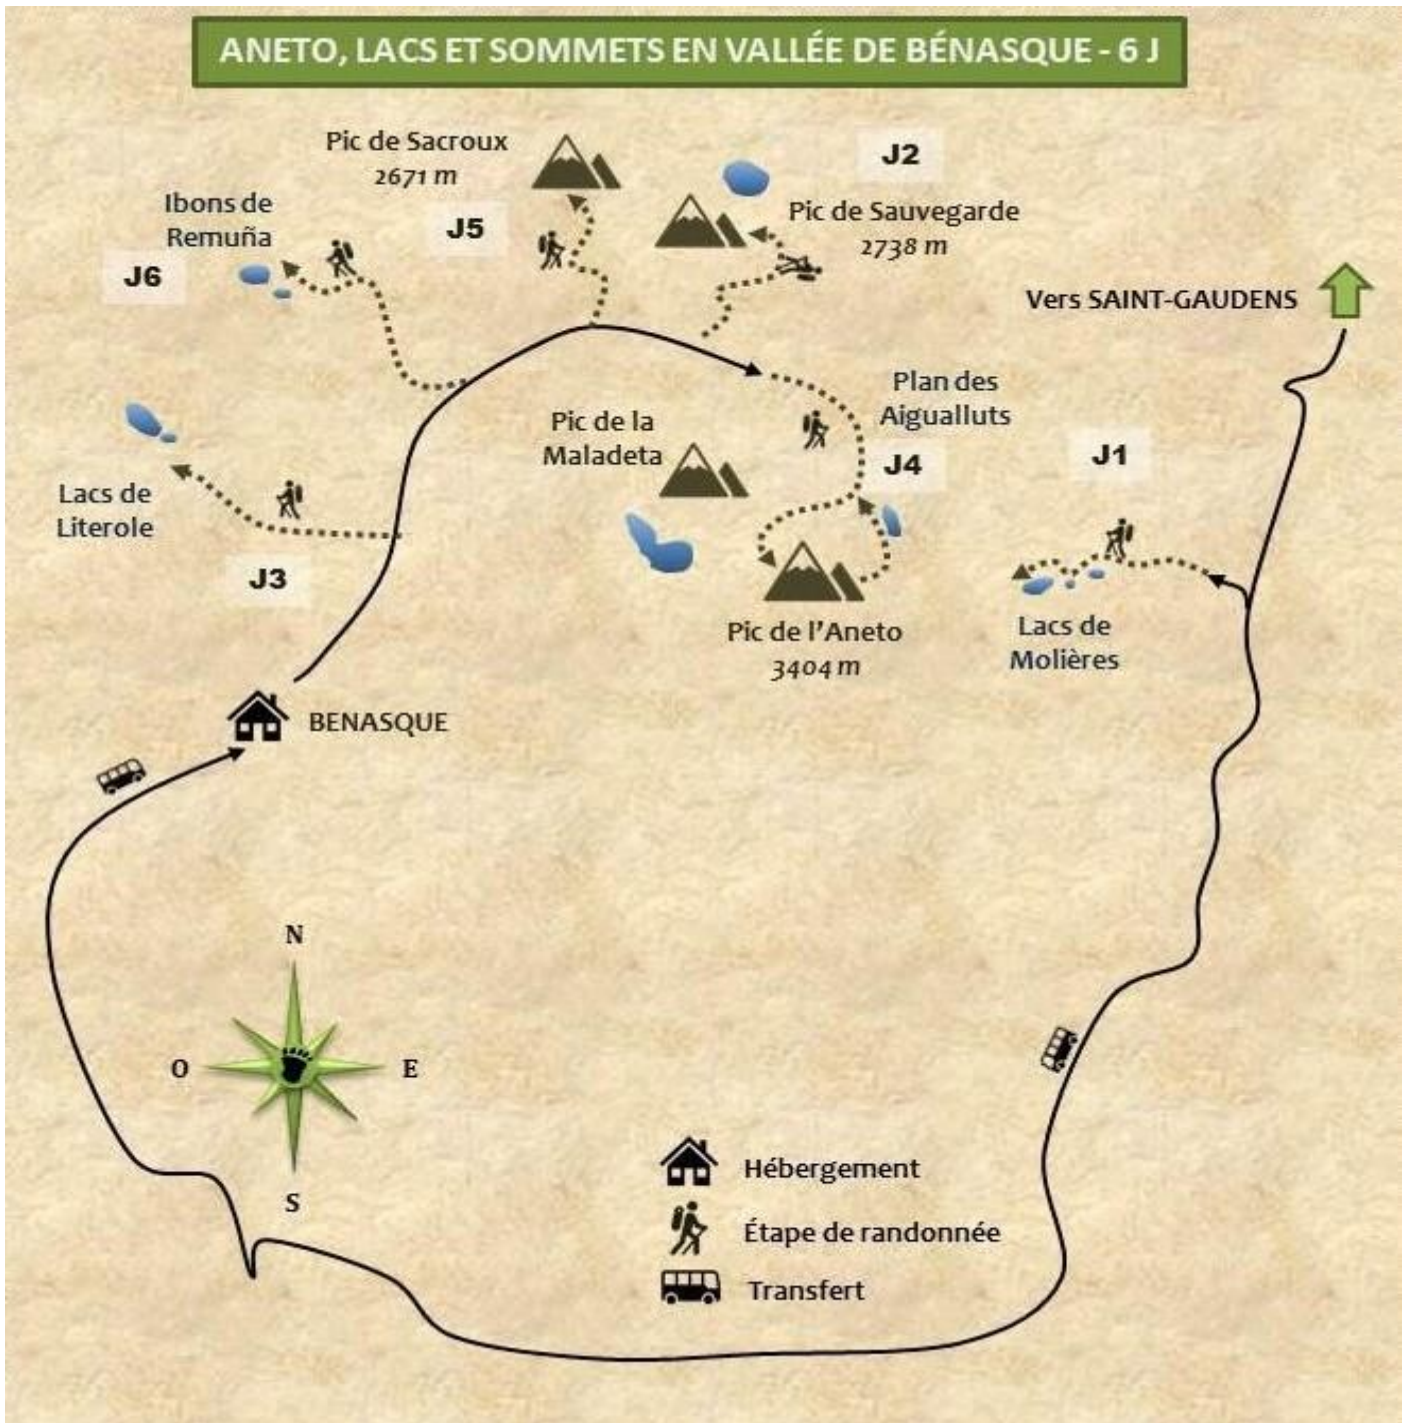 ANETO, LACS ET SOMMETS EN VALLÉE DE BÉNASQUE - 6 J
Pic de Sacroux
2671 m
J2
Ibons de
Remuña
J5
Pic de Sauvegarde
2738 m
J6
Vers SAINT-GAUDENS
Plan des
Aigualluts
Pic de la
Maladeta
J4
J1
Lacs de
Literole
J3
Pic de l'Aneto
3404 m
Lacs de
Molières
BENASQUE
N
O
E
S
Hébergement
Étape de randonnée
Transfert